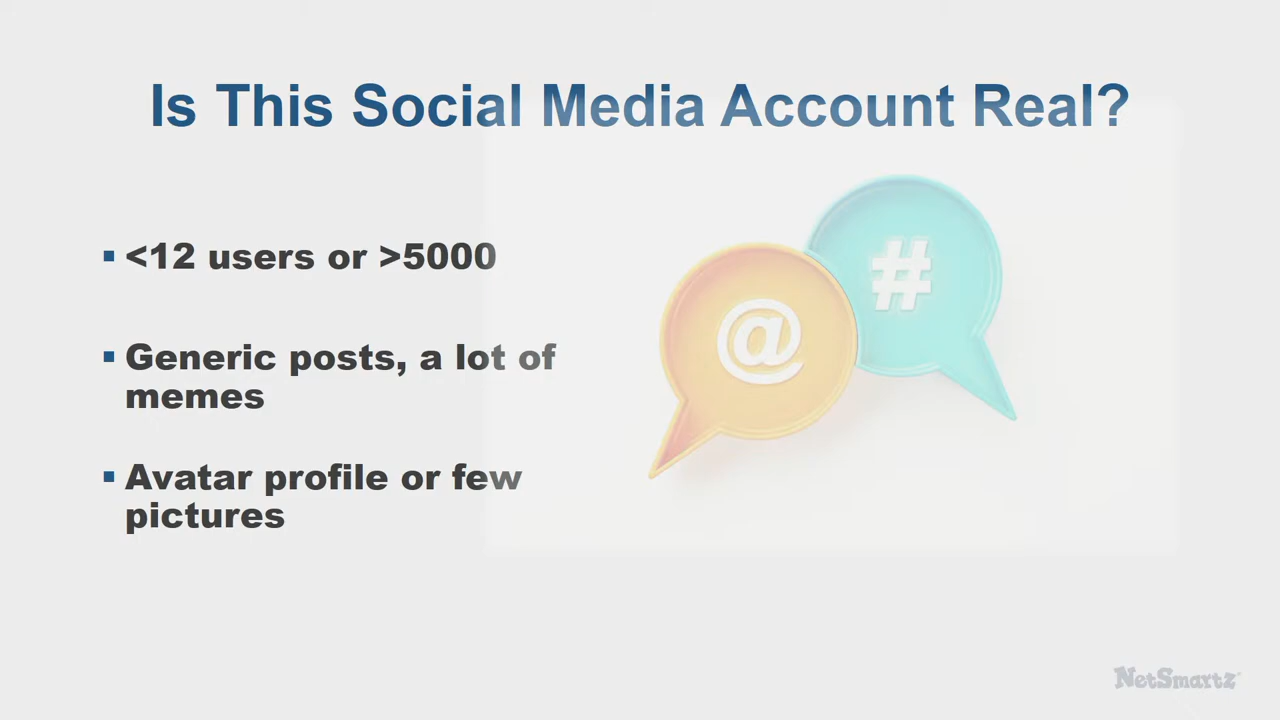 Is This Social Media Account Real?
<12 users or >5000
Generic posts, a lot of
memes
Avatar profile or few
pictures
@
#
NetSmartz